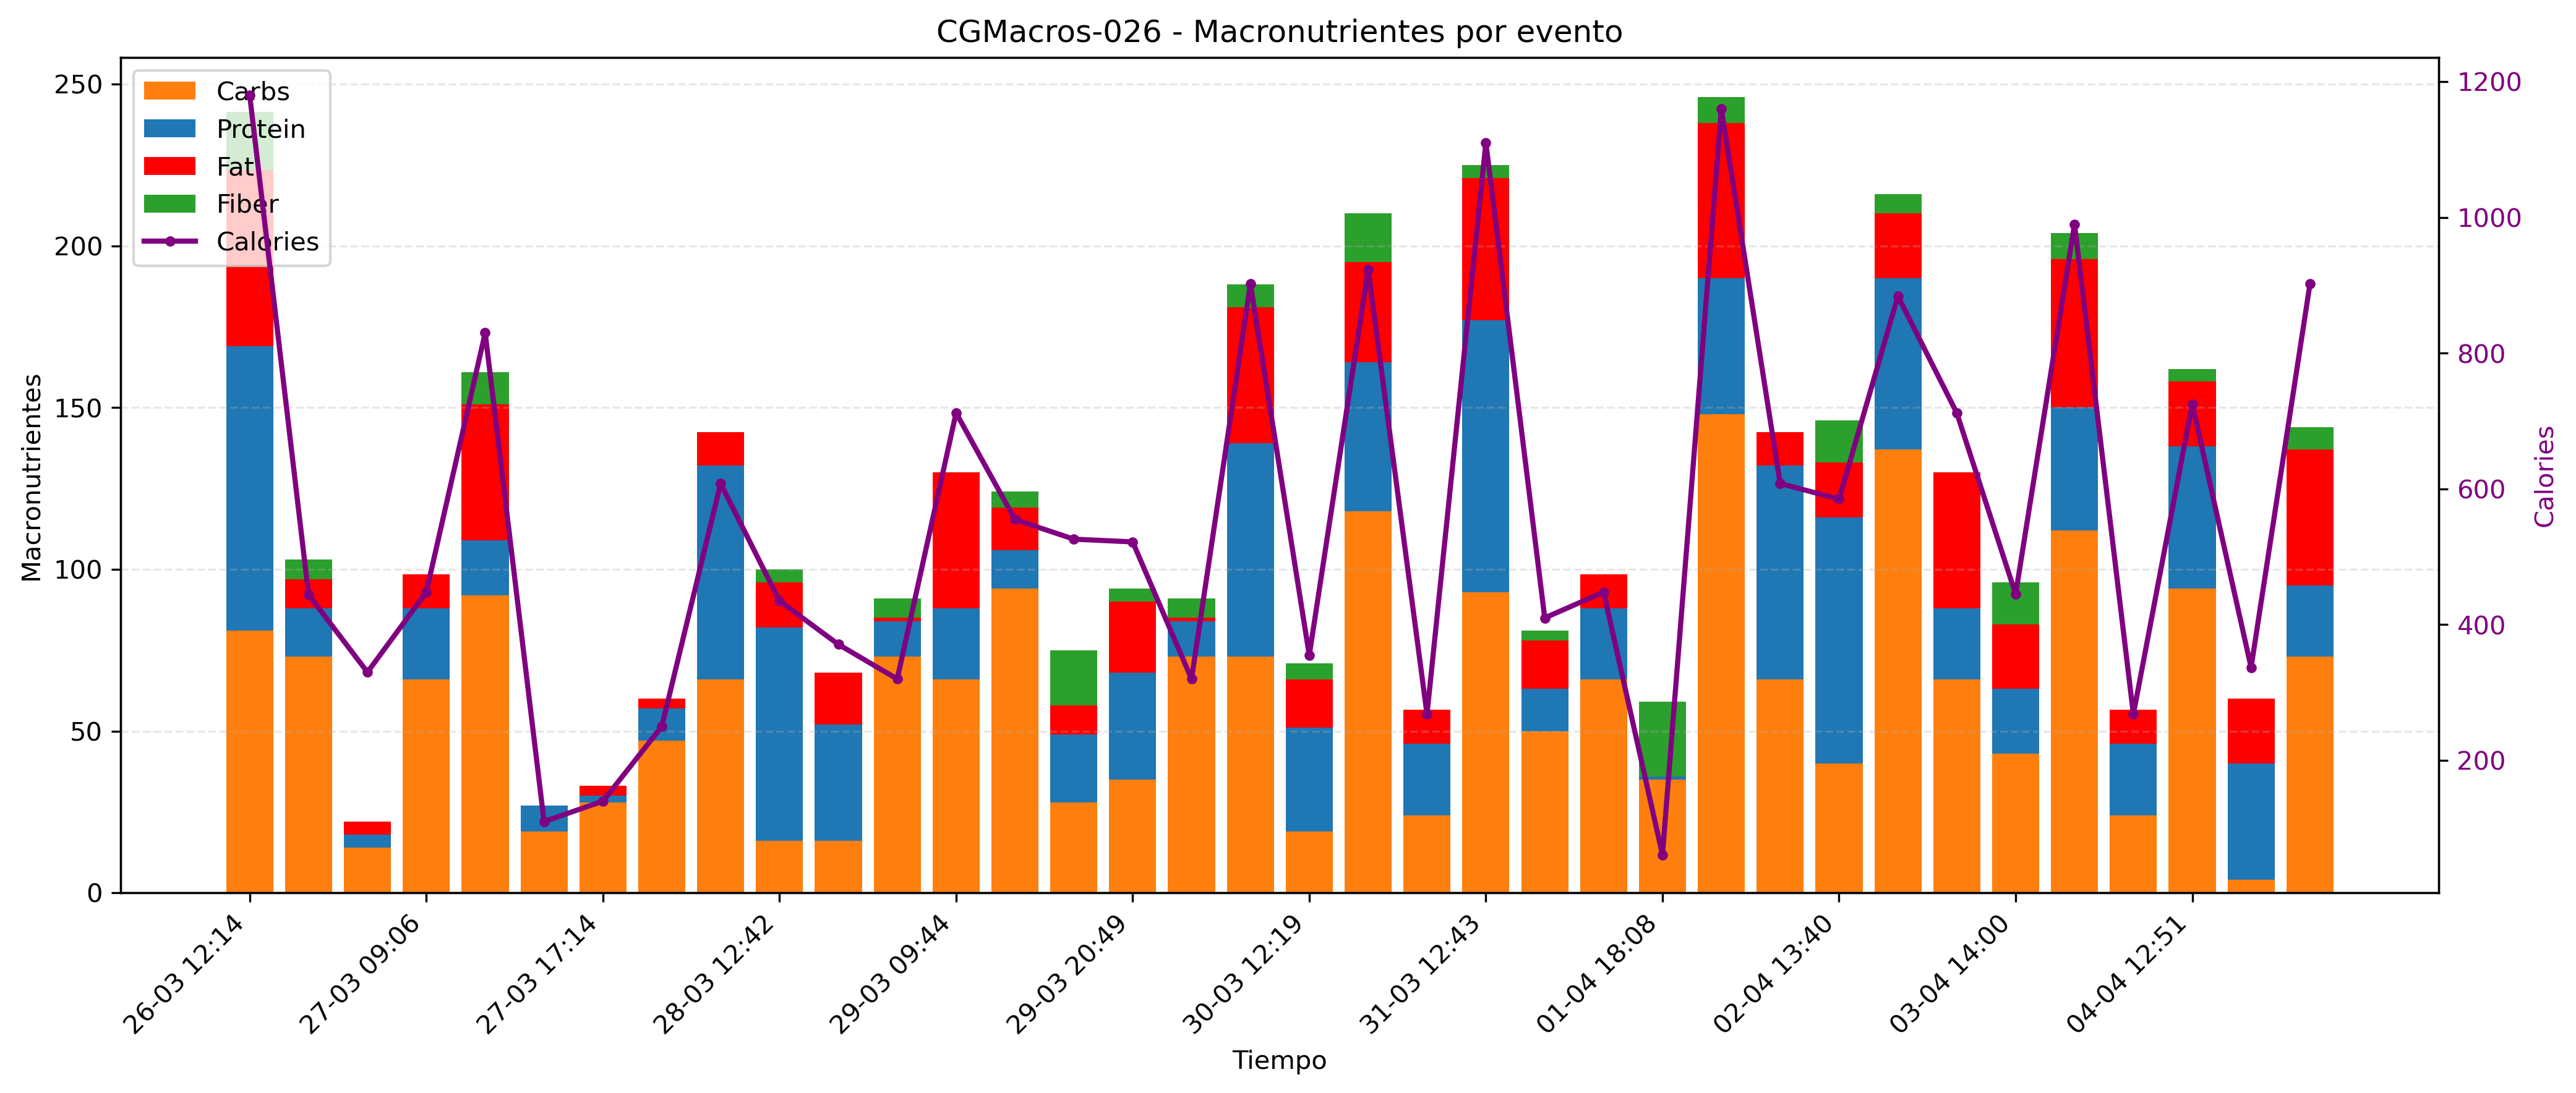 CGMacros-026 - Macronutrientes por evento
Carbs
Protein
Fat
Fiber
Calories
Macronutrientes
250
200
150
100
50
0
1200
1000
800
600
400
200
Calories
26-03 12:14
27-03 09:06
27-03 17:14
28-03 12:42
29-03 09:44
29-03 20:49
30-03 12:19
31-03 12:43
01-04 18:08
02-04 13:40
03-04 14:00
04-04 12:51
Tiempo